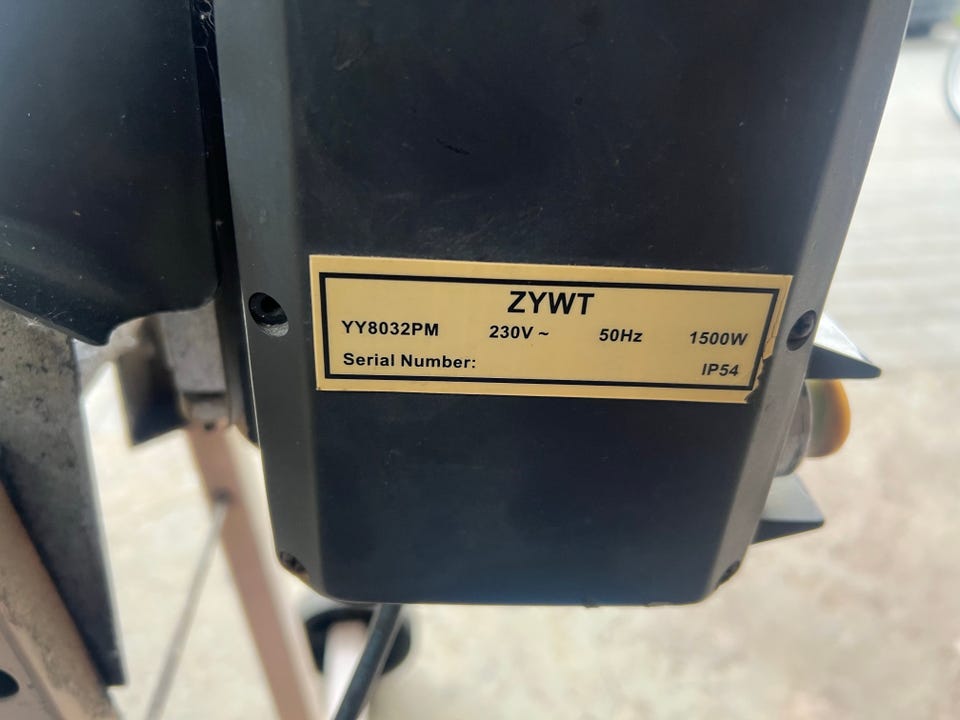 ZYWT
YY8032PM 230V ~ 50Hz 1500W
Serial Number: IP54